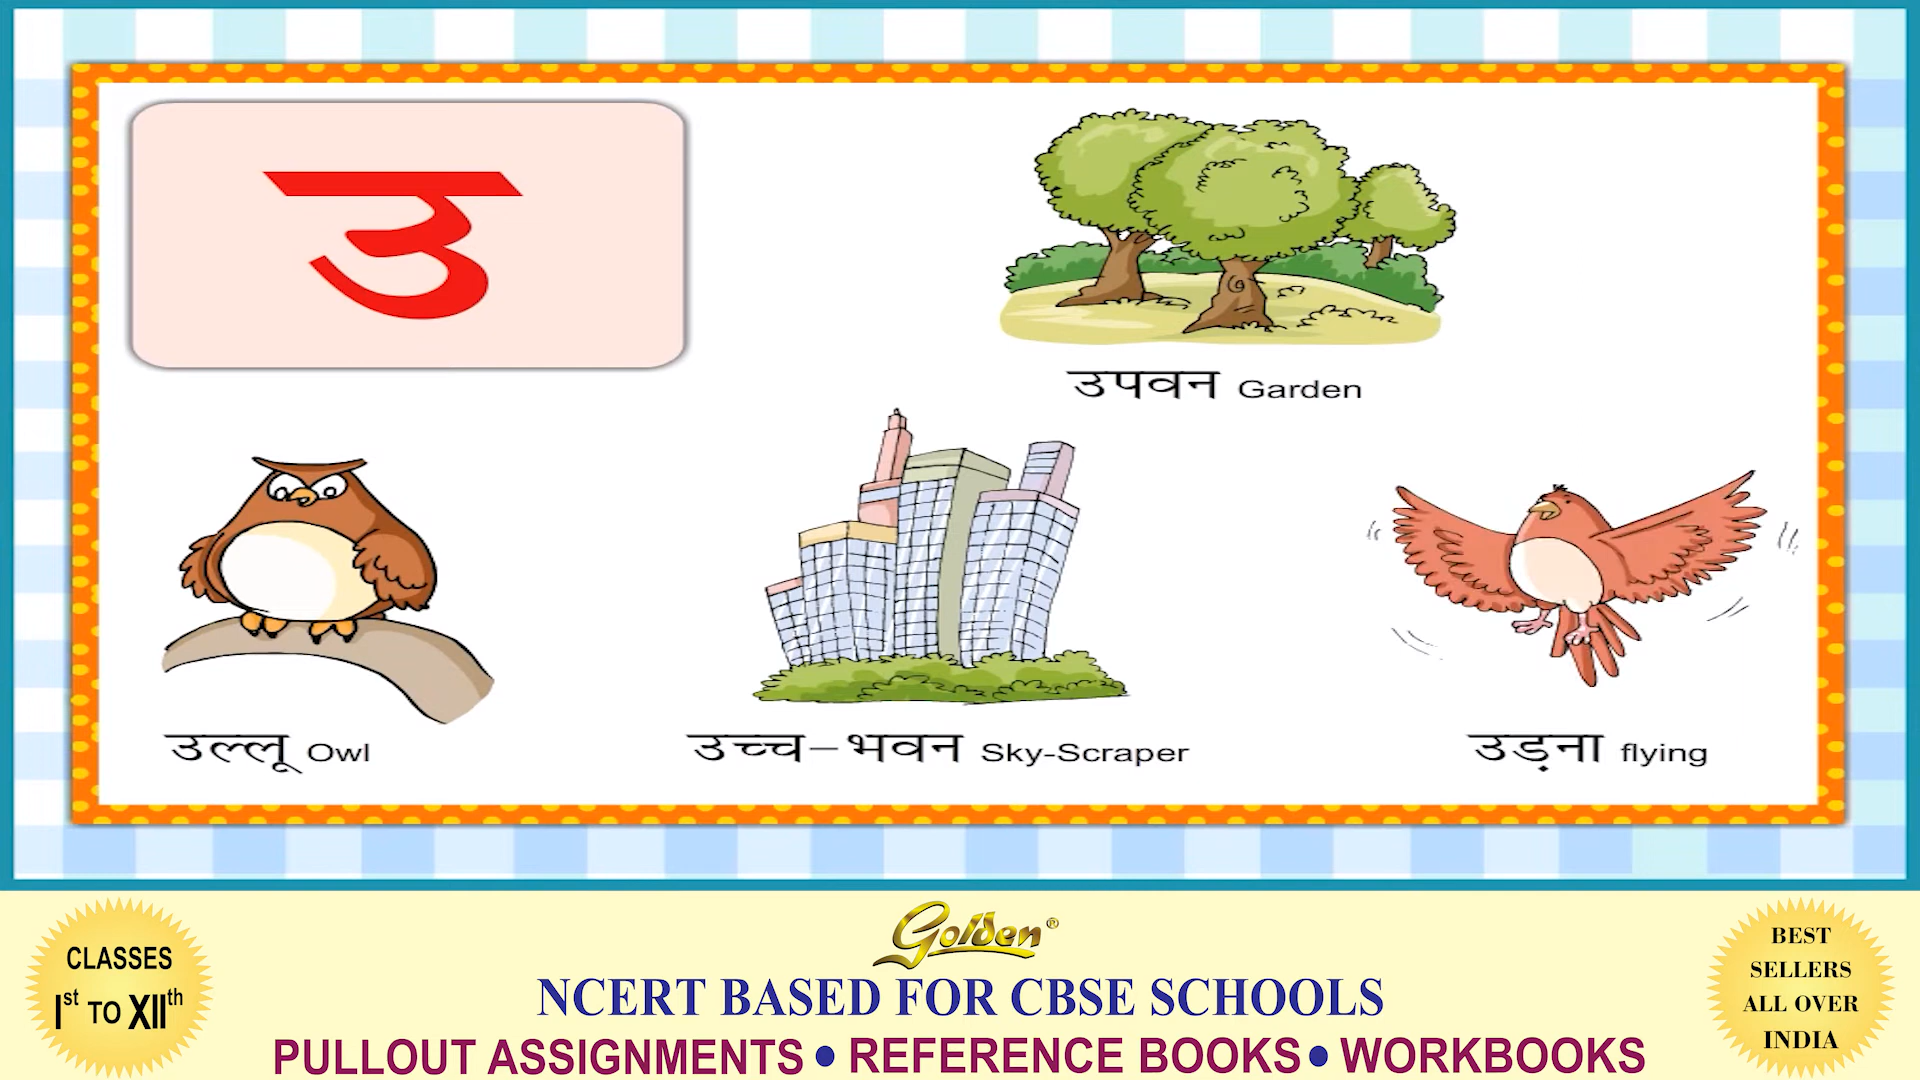 उ
उपवन Garden
उल्लू Owl
उच्च–भवन Sky-Scraper
उड़ना flying
CLASSES
Ist TO XIIth
Golden®
NCERT BASED FOR CBSE SCHOOLS
PULLOUT ASSIGNMENTS • REFERENCE BOOKS • WORKBOOKS
BEST
SELLERS
ALL OVER
INDIA